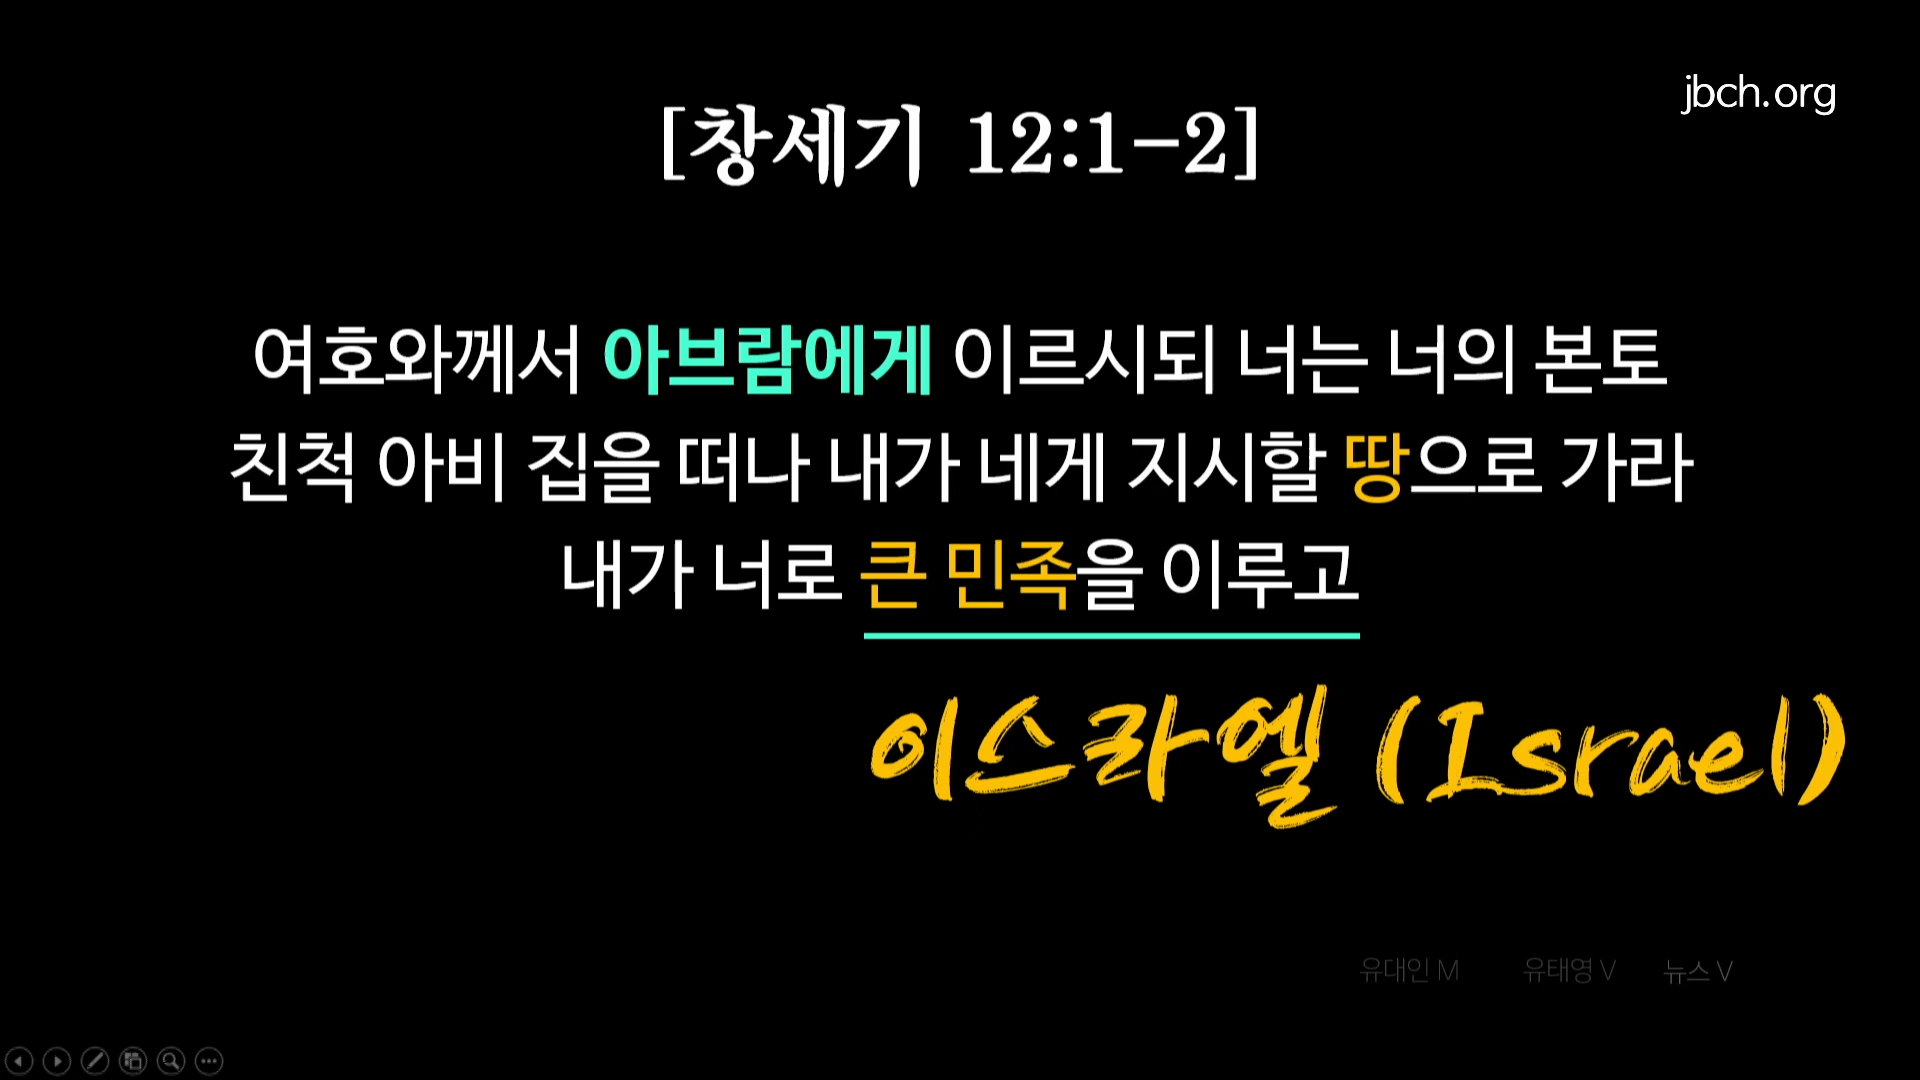 jbch.org
[창세기 12:1-2]
여호와께서 아브람에게 이르시되 너는 너의 본토
친척 아비 집을 떠나 내가 네게 지시할 땅으로 가라
내가 너로 큰 민족을 이루고
이스라엘 (Israel)
유대인 M 유태영 V 뉴스 V